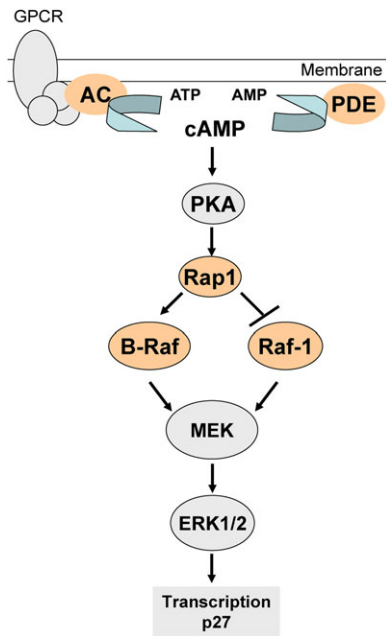 GPCR
Membrane
AC
ATP
AMP
PDE
cAMP
PKA
Rap1
B-Raf
Raf-1
MEK
ERK1/2
Transcription
p27